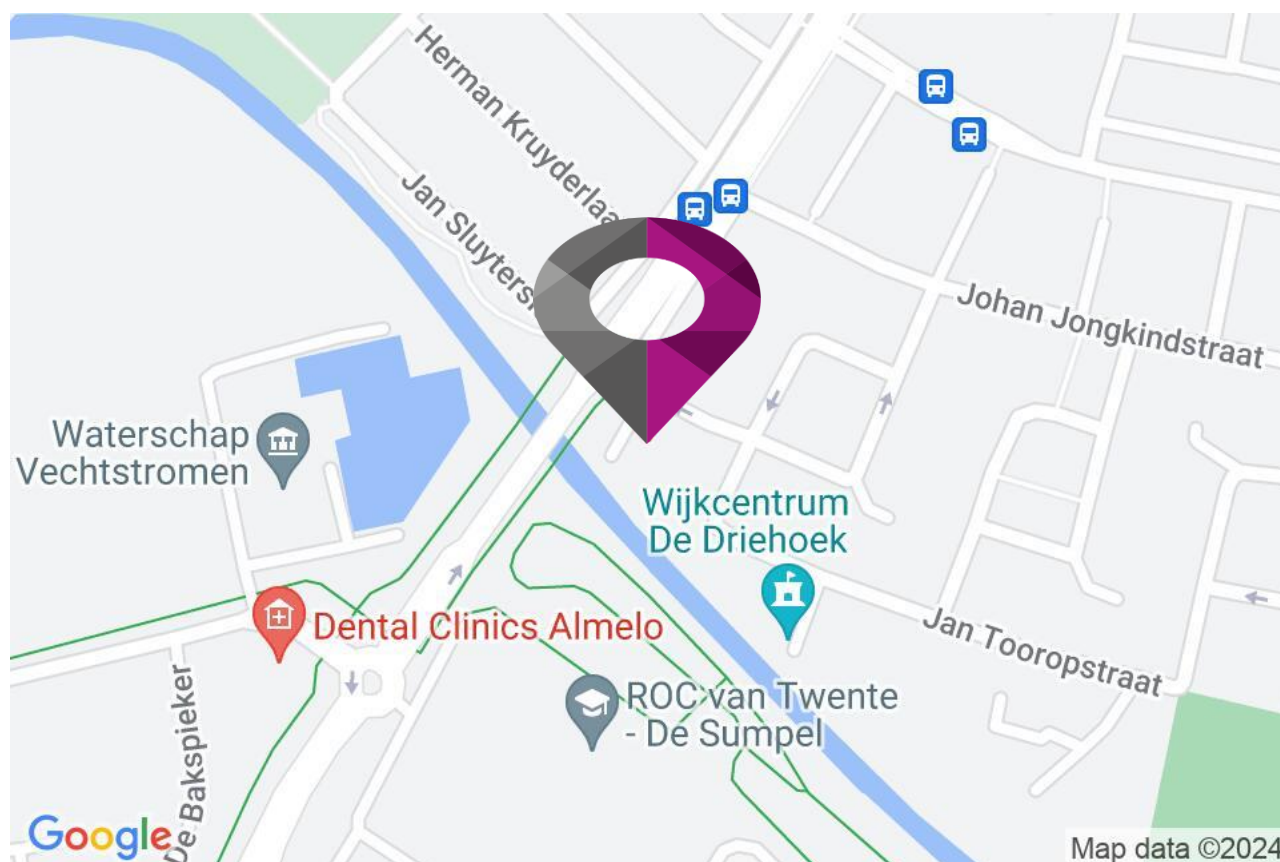 Herman Kruyderlaa
Jan Sluyters
Johan Jongkindstraat
Waterschap
Vechtstromen
Wijkcentrum
De Driehoek
Dental Clinics Almelo
Jan Tooropstraat
De Bakspieker
ROC van Twente
- De Sumpel
Google
Map data ©2024